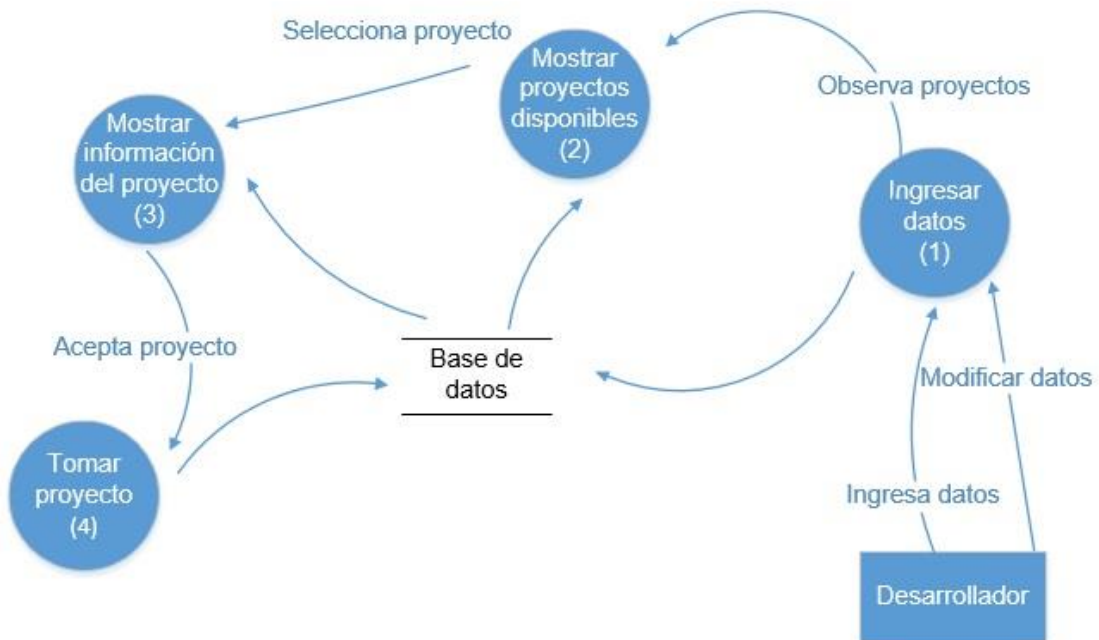 Selecciona proyecto
Mostrar
proyectos
disponibles
(2)
Observa proyectos
Mostrar
información
del proyecto
(3)
Ingresar
datos
(1)
Acepta proyecto
Base de
datos
Modificar datos
Tomar
proyecto
(4)
Ingresa datos
Desarrollador